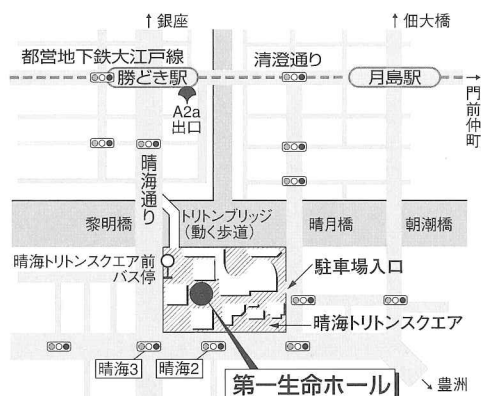 ↑銀座
↑佃大橋
都営地下鉄大江戸線
清澄通り
勝どき駅
月島駅
門前仲町
A2a
出口
晴海通り
トリトンブリッジ
(動く歩道)
黎明橋
晴月橋
朝潮橋
晴海トリトンスクエア前
バス停
駐車場入口
晴海トリトンスクエア
晴海3
晴海2
第一生命ホール
↘豊洲